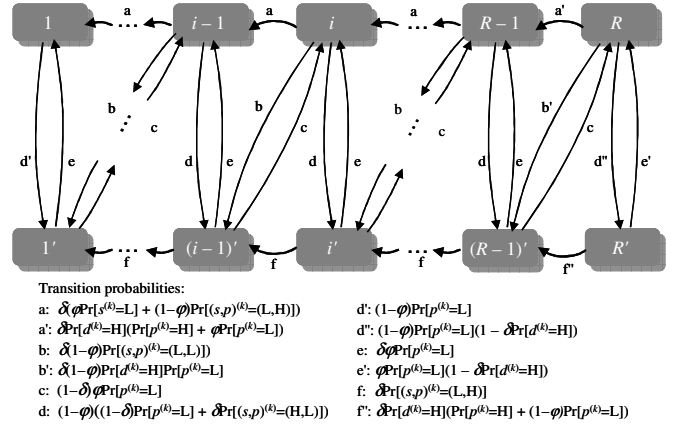 1 i − 1 i R − 1 R
a ... a a ... a'
b c b c b c b' c
d' e d e d e d e d'' e'
1′ (i − 1)′ i′ (R − 1)′ R′
... f f ... f f"
Transition probabilities:
a: δ(φPr[s^(k)=L] + (1−φ)Pr[(s,p)^(k)=(L,H)])
a': δPr[d^(k)=H](Pr[p^(k)=H] + φPr[p^(k)=L])
b: δ(1−φ)Pr[(s,p)^(k)=(L,L)])
b': δ(1−φ)Pr[d^(k)=H]Pr[p^(k)=L]
c: (1−δ)φPr[p^(k)=L]
d: (1−φ)((1−δ)Pr[p^(k)=L] + δPr[(s,p)^(k)=(H,L)])
d': (1−φ)Pr[p^(k)=L]
d'': (1−φ)Pr[p^(k)=L](1 − δPr[d^(k)=H])
e: δφPr[p^(k)=L]
e': φPr[p^(k)=L](1 − δPr[d^(k)=H])
f: δPr[(s,p)^(k)=(L,H)]
f": δPr[d^(k)=H](Pr[p^(k)=H] + (1−φ)Pr[p^(k)=L])